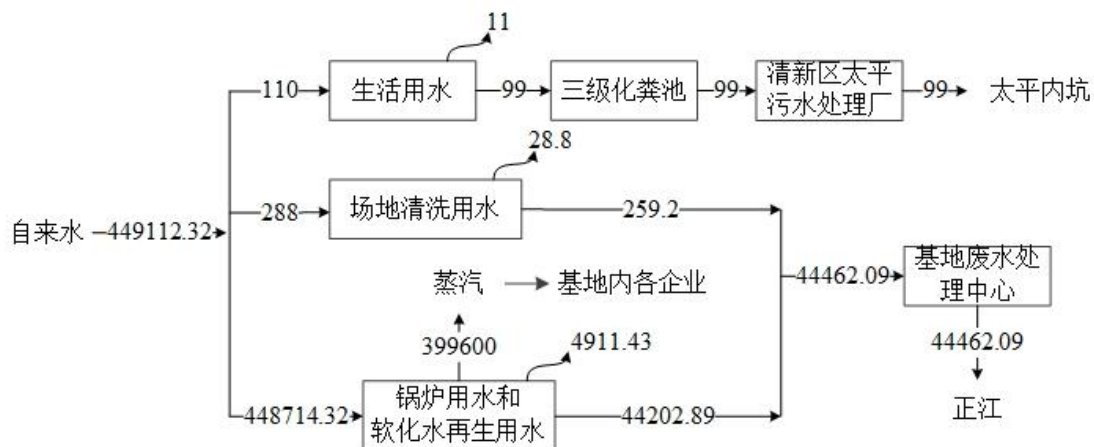 11
110
生活用水
99
三级化粪池
99
清新区太平
污水处理厂
99
太平内坑
28.8
288
场地清洗用水
259.2
自来水
449112.32
44462.09
基地废水处
理中心
蒸汽
基地内各企业
399600
4911.43
44462.09
448714.32
锅炉用水和
软化水再生用水
44202.89
正江